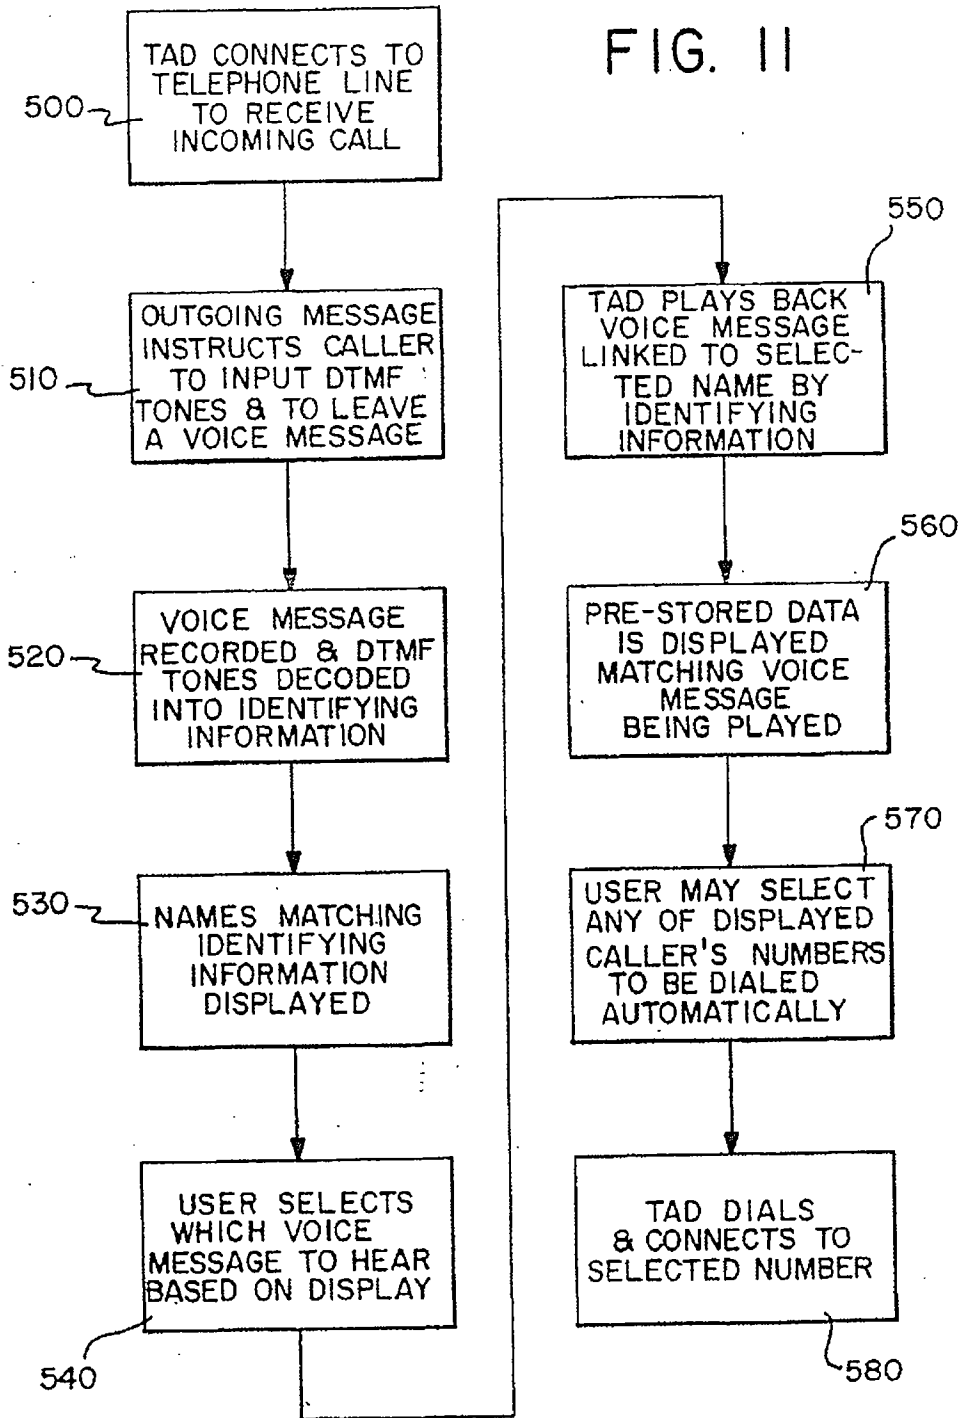 FIG. 11
500
TAD CONNECTS TO
TELEPHONE LINE
TO RECEIVE
INCOMING CALL
510
OUTGOING MESSAGE
INSTRUCTS CALLER
TO INPUT DTMF
TONES & TO LEAVE
A VOICE MESSAGE
520
VOICE MESSAGE
RECORDED & DTMF
TONES DECODED
INTO IDENTIFYING
INFORMATION
530
NAMES MATCHING
IDENTIFYING
INFORMATION
DISPLAYED
USER SELECTS
WHICH VOICE
MESSAGE TO HEAR
BASED ON DISPLAY
540
550
TAD PLAYS BACK
VOICE MESSAGE
LINKED TO SELEC-
TED NAME BY
IDENTIFYING
INFORMATION
560
PRE-STORED DATA
IS DISPLAYED
MATCHING VOICE
MESSAGE
BEING PLAYED
570
USER MAY SELECT
ANY OF DISPLAYED
CALLER'S NUMBERS
TO BE DIALED
AUTOMATICALLY
TAD DIALS
& CONNECTS TO
SELECTED NUMBER
580